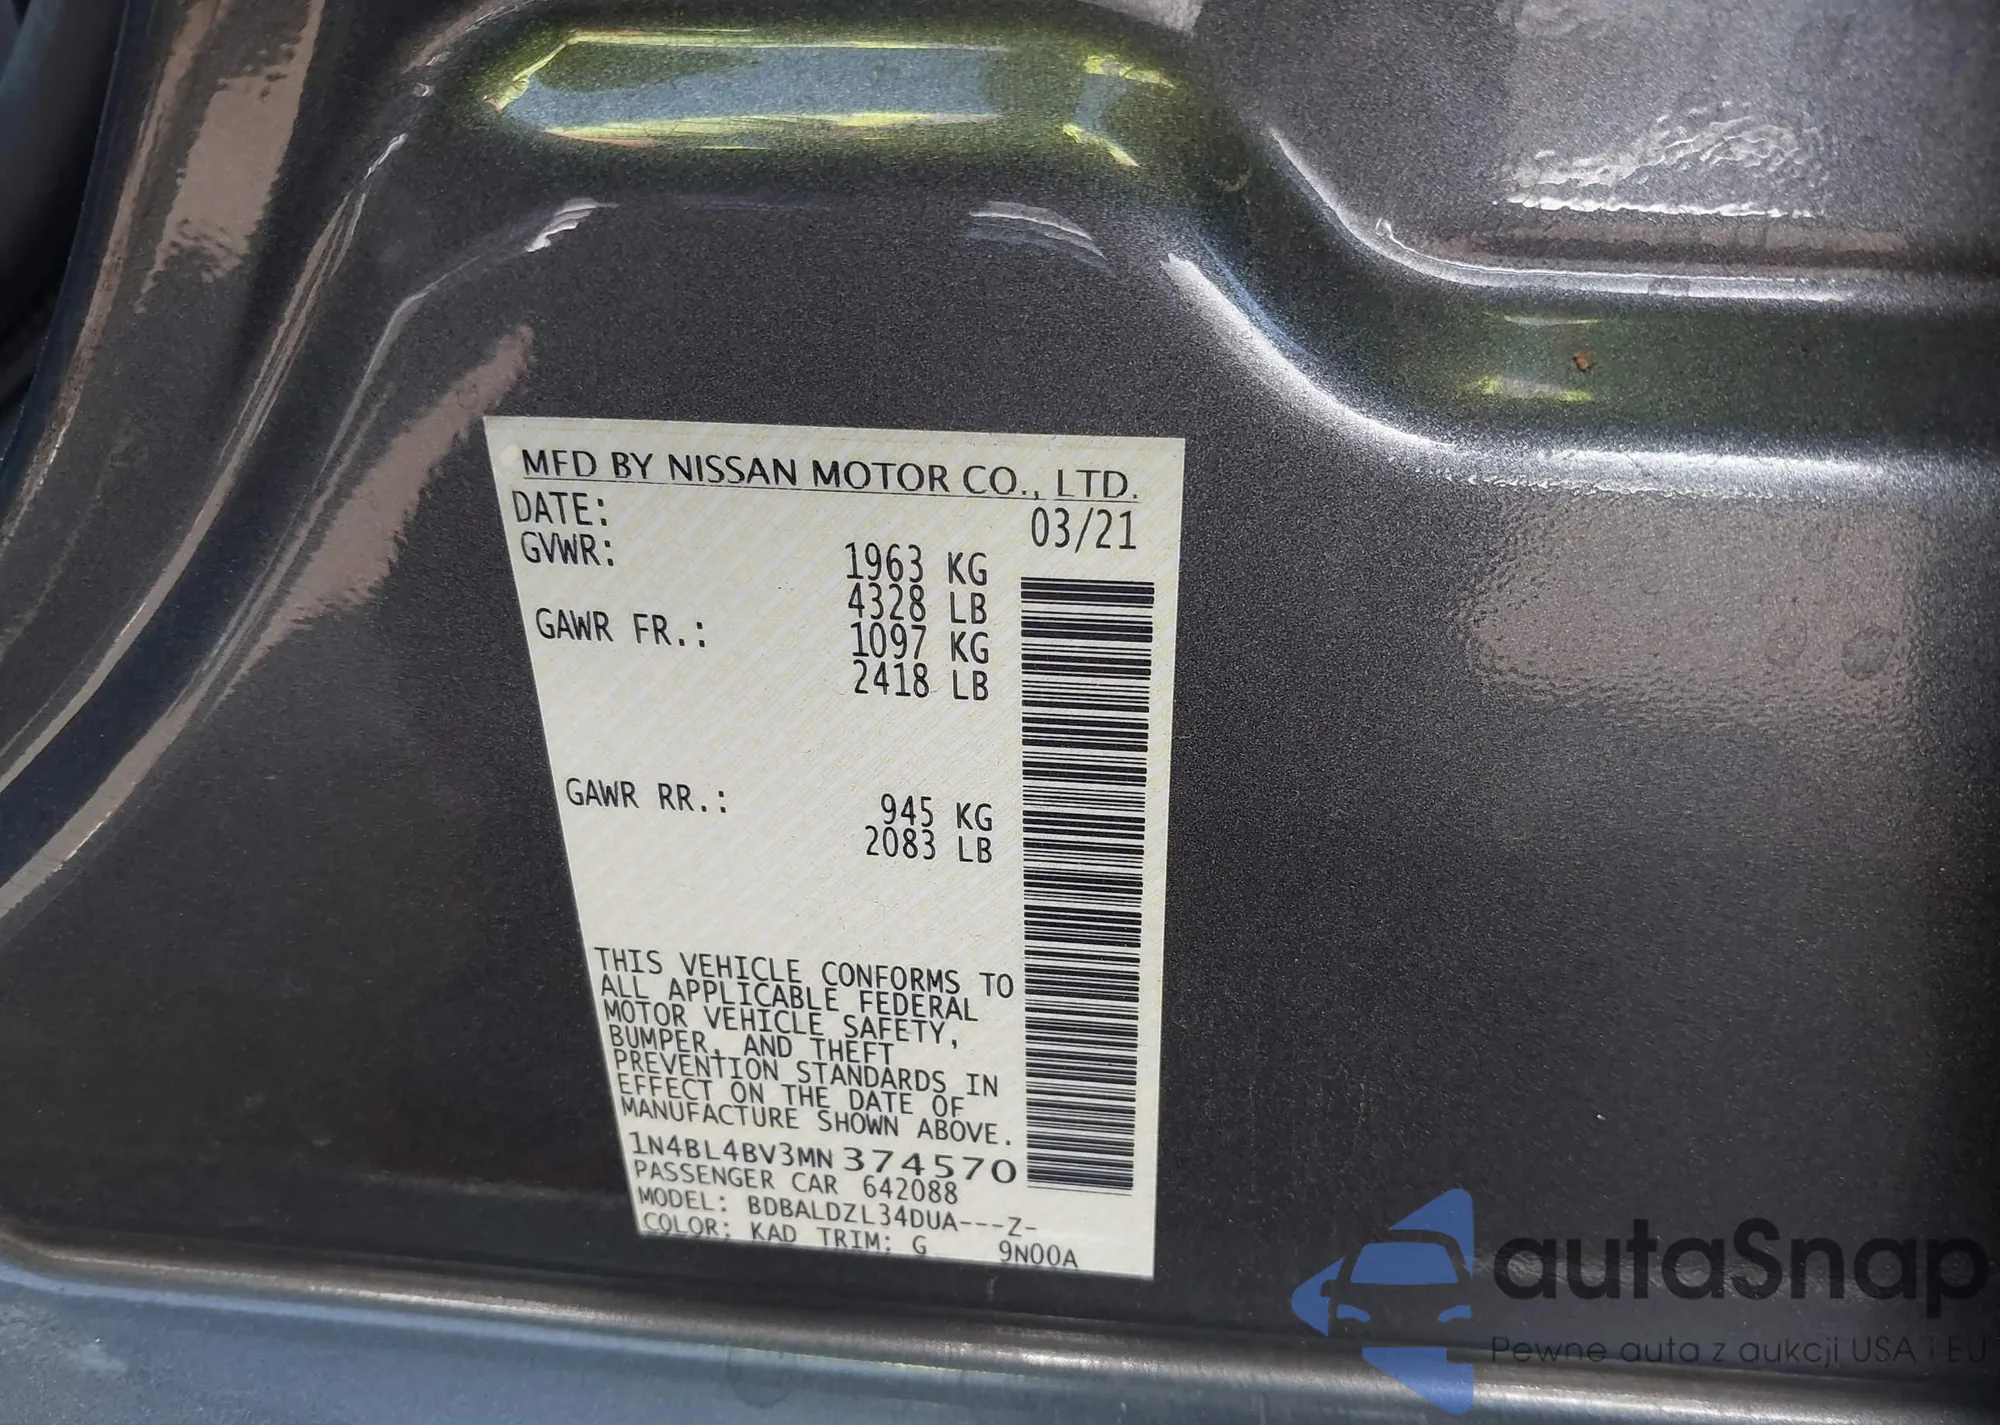 MFD BY NISSAN MOTOR CO., LTD.
DATE: 03/21
GVWR: 1963 KG
4328 LB
GAWR FR.: 1097 KG
2418 LB
GAWR RR.: 945 KG
2083 LB
THIS VEHICLE CONFORMS TO
ALL APPLICABLE FEDERAL
MOTOR VEHICLE SAFETY,
BUMPER, AND THEFT
PREVENTION STANDARDS IN
EFFECT ON THE DATE OF
MANUFACTURE SHOWN ABOVE.
1N4BL4BV3MN374570
PASSENGER CAR 642088
MODEL: BDBALDZL34DUA---Z-
COLOR: KAD TRIM: G 9N00A
autaSnap
Pewne auta z aukcji USA i EU